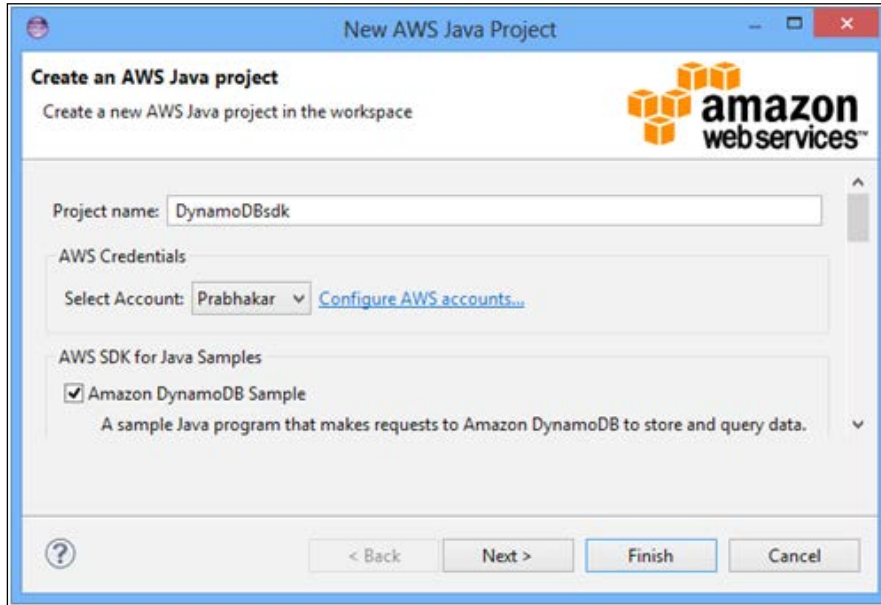 New AWS Java Project
Create an AWS Java project
Create a new AWS Java project in the workspace
amazon
webservices™
Project name: DynamoDBsdk
AWS Credentials
Select Account: Prabhakar Configure AWS accounts...
AWS SDK for Java Samples
Amazon DynamoDB Sample
A sample Java program that makes requests to Amazon DynamoDB to store and query data.
? < Back Next > Finish Cancel